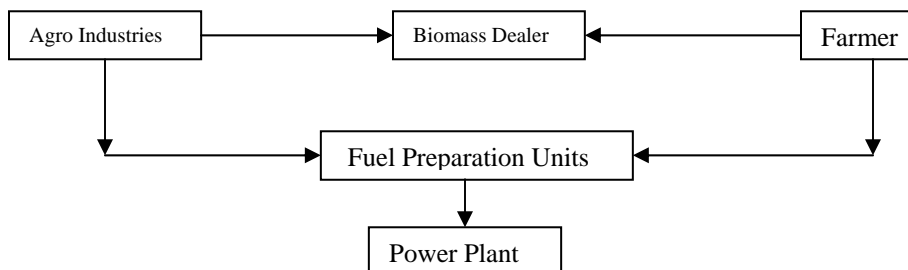 Agro Industries
Biomass Dealer
Farmer
Fuel Preparation Units
Power Plant